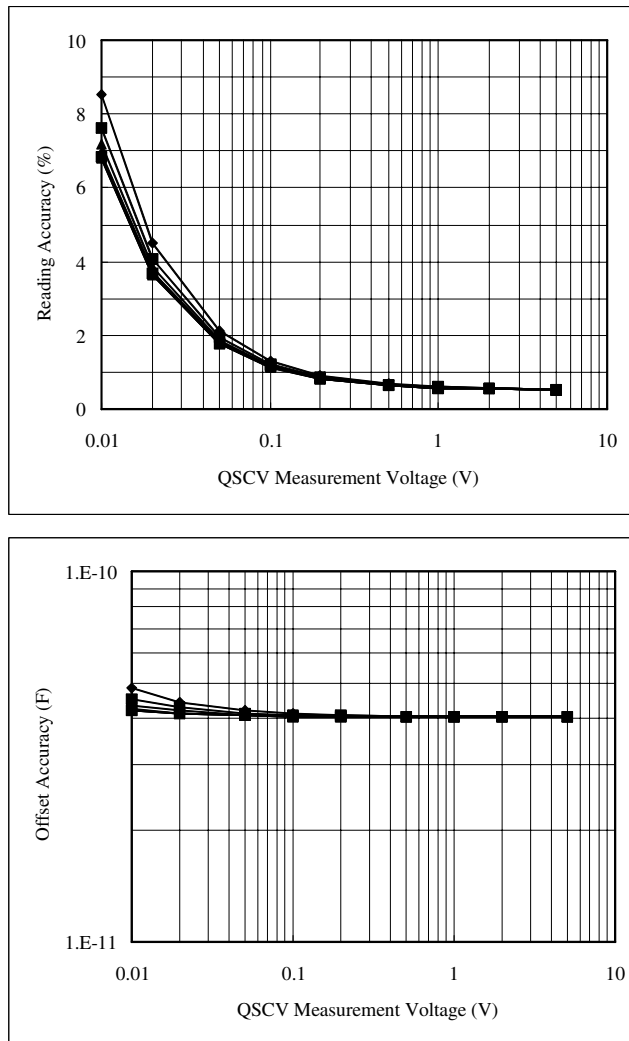 10
8
6
4
2
0
Reading Accuracy (%)
0.01 0.1 1 10
QSCV Measurement Voltage (V)
1.E-10
Offset Accuracy (F)
1.E-11
0.01 0.1 1 10
QSCV Measurement Voltage (V)